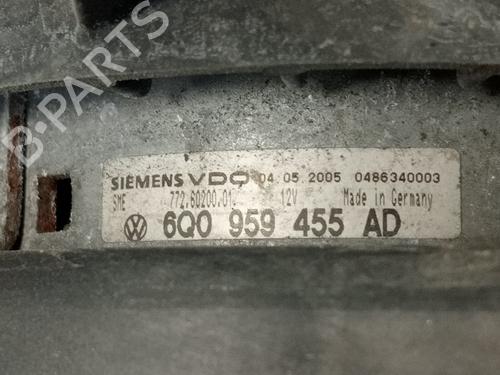 B-PARTS
SIEMENS VDO 04 05 2005 0486340003
SME 772.60200.01 12V Made in Germany
6Q0 959 455 AD